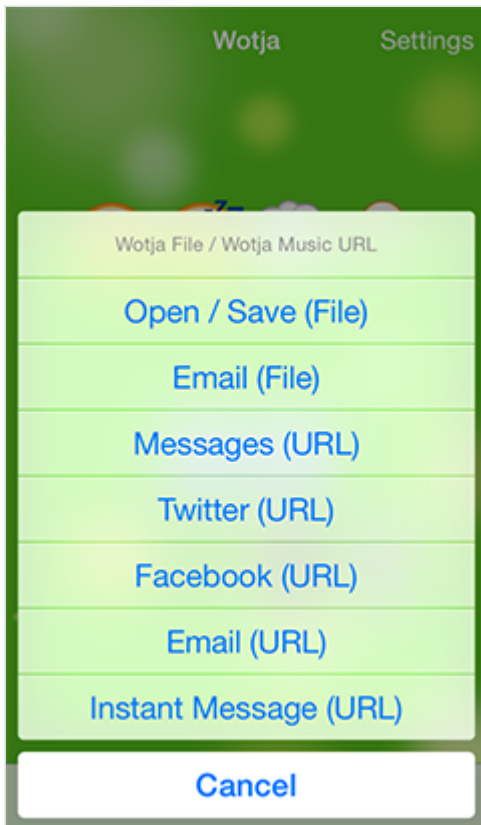 Wotja Settings
zZ
Wotja File / Wotja Music URL
Open / Save (File)
Email (File)
Messages (URL)
Twitter (URL)
Facebook (URL)
Email (URL)
Instant Message (URL)
Cancel